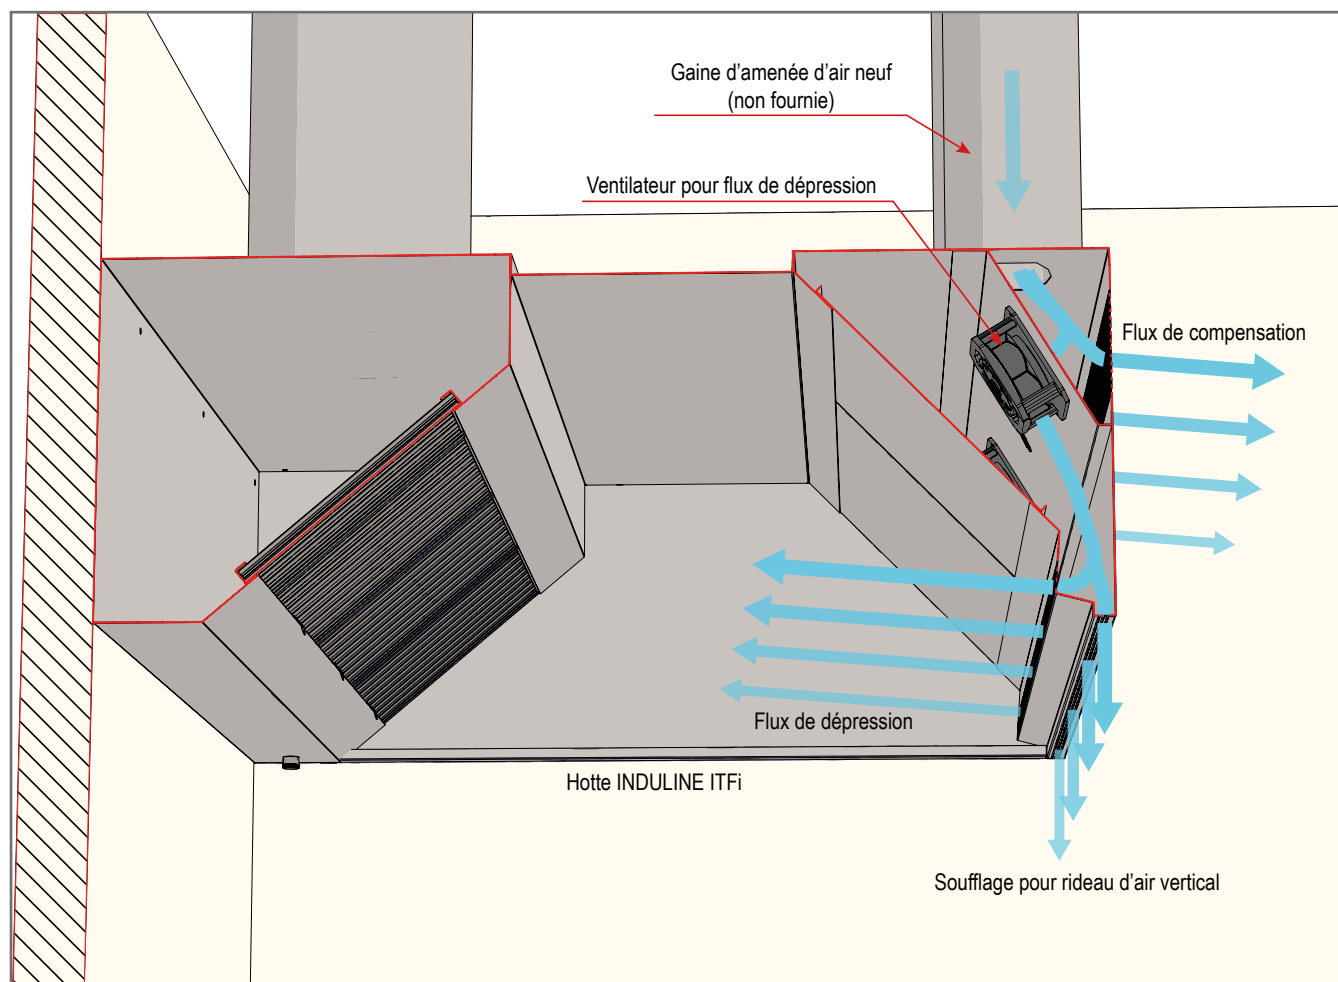 Gaine d’amenée d’air neuf
(non fournie)
Ventilateur pour flux de dépression
Flux de compensation
Flux de dépression
Hotte INDULINE ITFi
Soufflage pour rideau d’air vertical